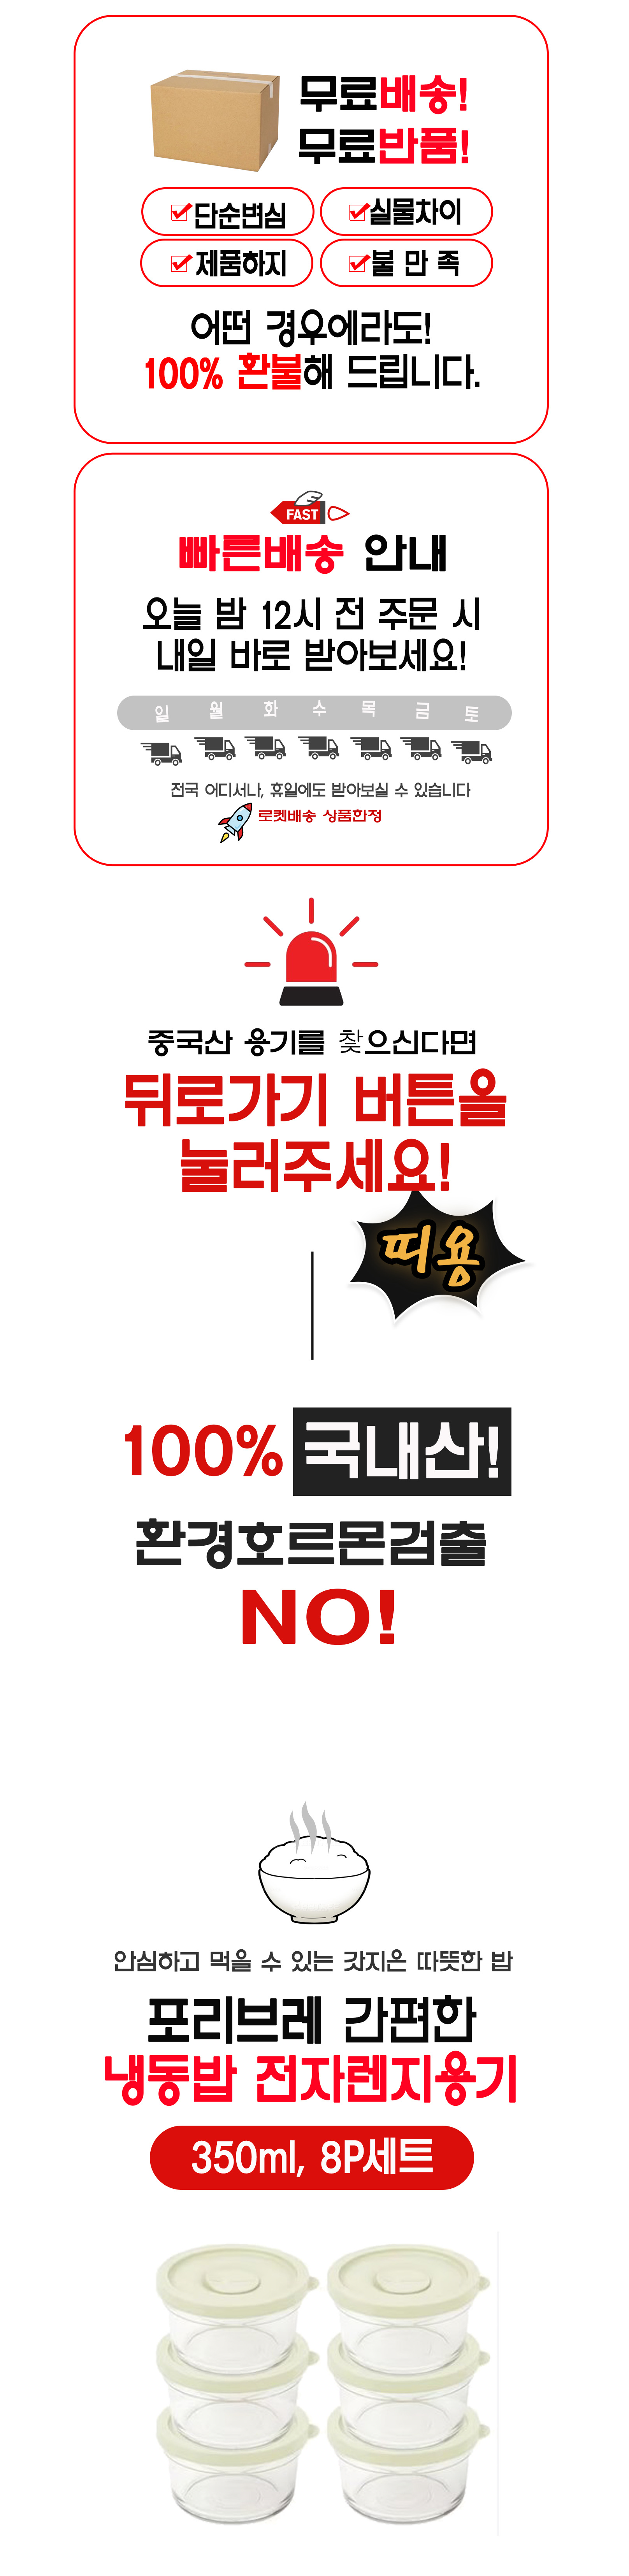 무료배송!
무료반품!
단순변심
실물차이
제품하지
불 만 족
어떤 경우에라도!
100% 환불해 드립니다.
FAST
빠른배송 안내
오늘 밤 12시 전 주문 시
내일 바로 받아보세요!
일 월 화 수 목 금 토
전국 어디서나, 휴일에도 받아보실 수 있습니다
로켓배송 상품한정
중국산 용기를 찾으신다면
뒤로가기 버튼을
눌러주세요!
띠용
100% 국내산!
환경호르몬검출
NO!
안심하고 먹을 수 있는 갓지은 따뜻한 밥
포리브레 간편한
냉동밥 전자렌지용기
350ml, 8P세트